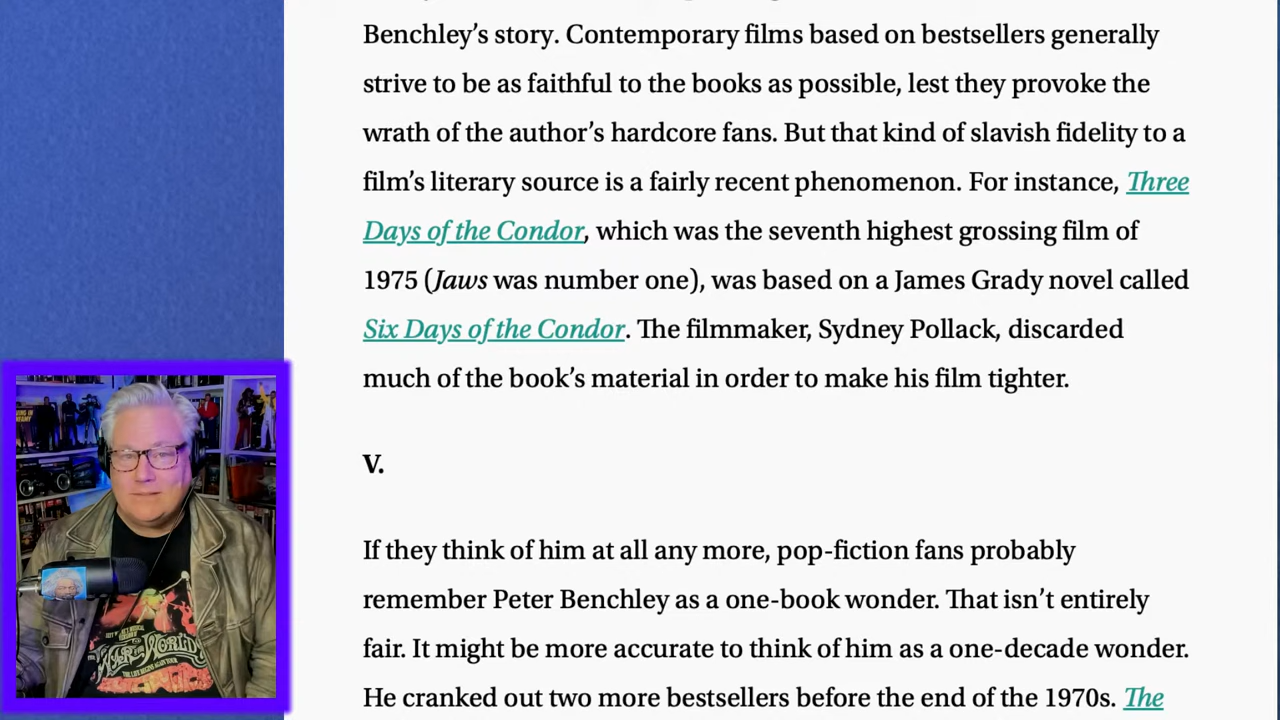 Benchley’s story. Contemporary films based on bestsellers generally
strive to be as faithful to the books as possible, lest they provoke the
wrath of the author’s hardcore fans. But that kind of slavish fidelity to a
film’s literary source is a fairly recent phenomenon. For instance, Three
Days of the Condor, which was the seventh highest grossing film of
1975 (Jaws was number one), was based on a James Grady novel called
Six Days of the Condor. The filmmaker, Sydney Pollack, discarded
much of the book’s material in order to make his film tighter.
V.
If they think of him at all any more, pop-fiction fans probably
remember Peter Benchley as a one-book wonder. That isn’t entirely
fair. It might be more accurate to think of him as a one-decade wonder.
He cranked out two more bestsellers before the end of the 1970s. The
WORLD